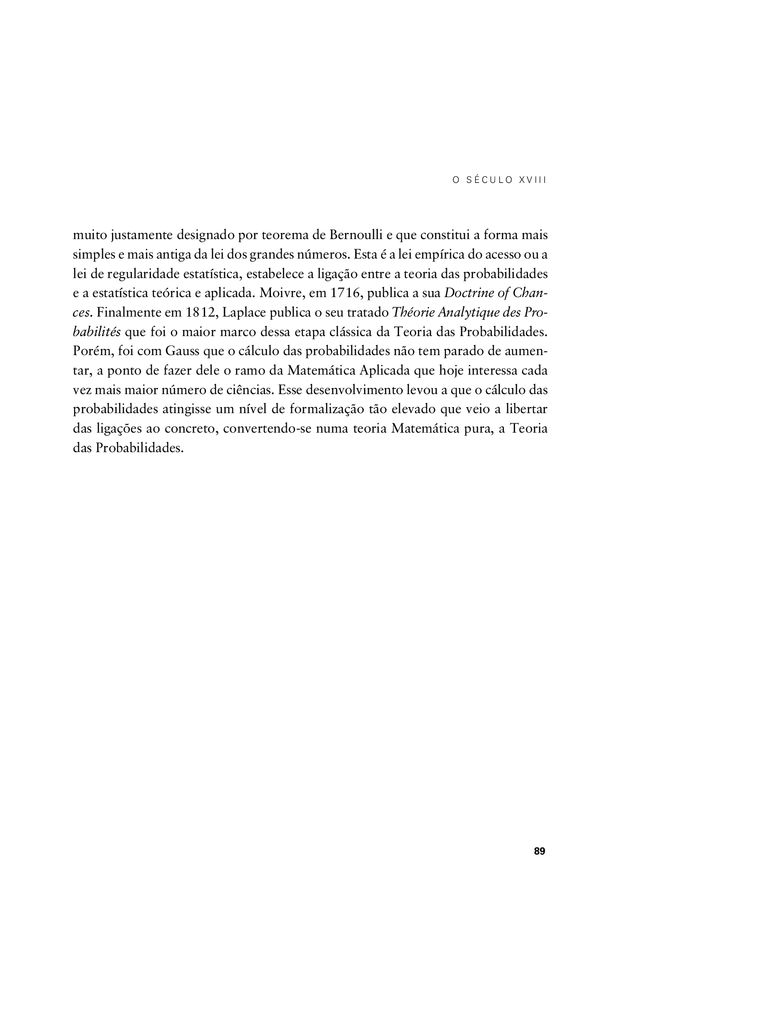 O SÉCULO XVIII
muito justamente designado por teorema de Bernoulli e que constitui a forma mais
simples e mais antiga da lei dos grandes números. Esta é a lei empírica do acesso ou a
lei de regularidade estatística, estabelece a ligação entre a teoria das probabilidades
e a estatística teórica e aplicada. Moivre, em 1716, publica a sua Doctrine of Chan-
ces. Finalmente em 1812, Laplace publica o seu tratado Théorie Analytique des Pro-
babilités que foi o maior marco dessa etapa clássica da Teoria das Probabilidades.
Porém, foi com Gauss que o cálculo das probabilidades não tem parado de aumen-
tar, a ponto de fazer dele o ramo da Matemática Aplicada que hoje interessa cada
vez mais maior número de ciências. Esse desenvolvimento levou a que o cálculo das
probabilidades atingisse um nível de formalização tão elevado que veio a libertar
das ligações ao concreto, convertendo-se numa teoria Matemática pura, a Teoria
das Probabilidades.
89